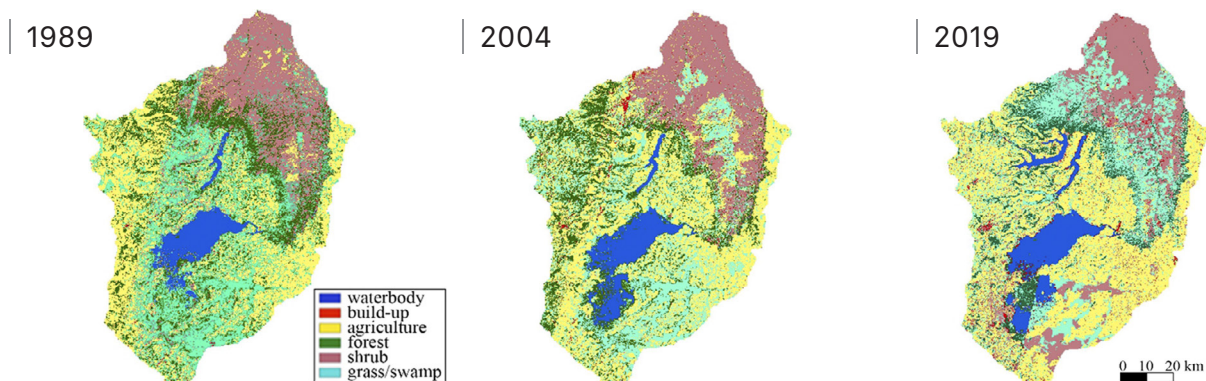 1989
2004
2019
waterbody
build-up
agriculture
forest
shrub
grass/swamp
0 10 20 km